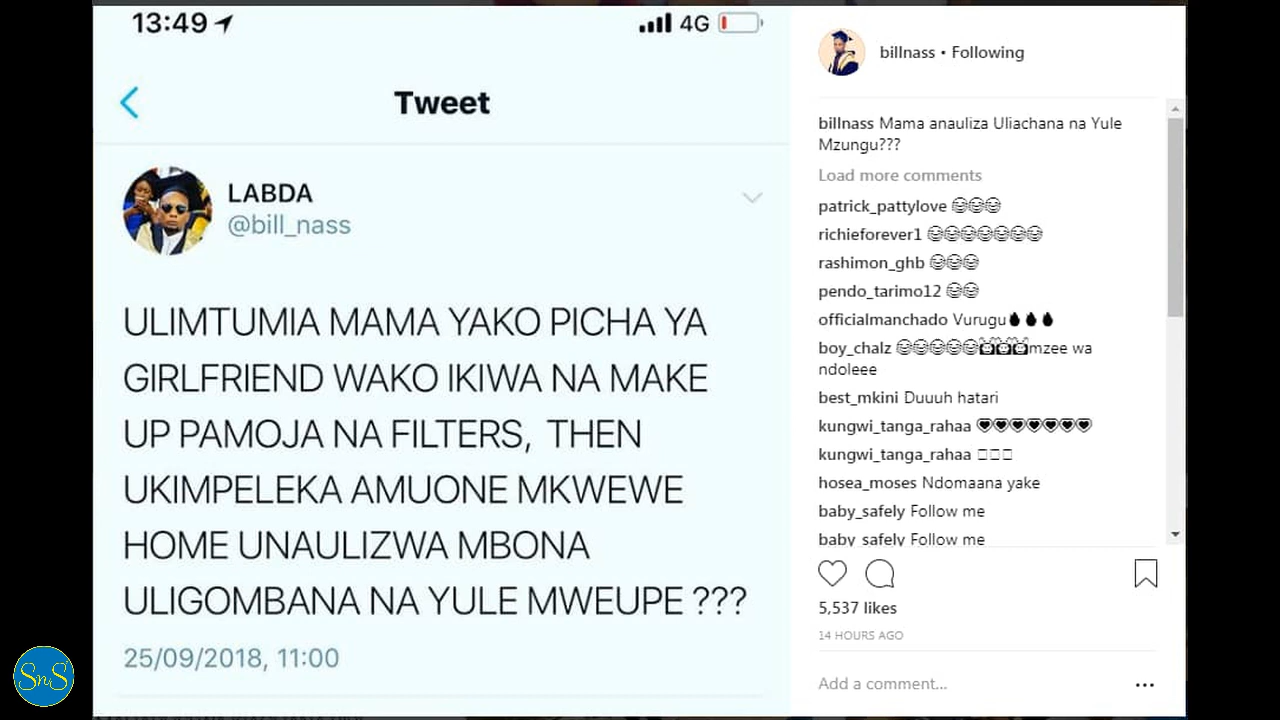 13:49
4G
Tweet
LABDA
@bill_nass
ULIMTUMIA MAMA YAKO PICHA YA
GIRLFRIEND WAKO IKIWA NA MAKE
UP PAMOJA NA FILTERS, THEN
UKIMPELEKA AMUONE MKWEWE
HOME UNAULIZWA MBONA
ULIGOMBANA NA YULE MWEUPE ???
25/09/2018, 11:00
billnass • Following
billnass Mama anauliza Uliachana na Yule
Mzungu???
Load more comments
patrick_pattylove 😂😂😂
richieforever1 😂😂😂😂😂😂😂
rashimon_ghb 😂😂😂
pendo_tarimo12 😂😂
officialmanchado Vurugu🔥🔥🔥
boy_chalz 😂😂😂😂😂🙌🙌🙌mzee wa
ndoleee
best_mkini Duuuh hatari
kungwi_tanga_rahaa 😍😍😍😍😍😍😍
kungwi_tanga_rahaa □□□
hosea_moses Ndomaana yake
baby_safely Follow me
baby_safely Follow me
5,537 likes
14 HOURS AGO
Add a comment...
SnS